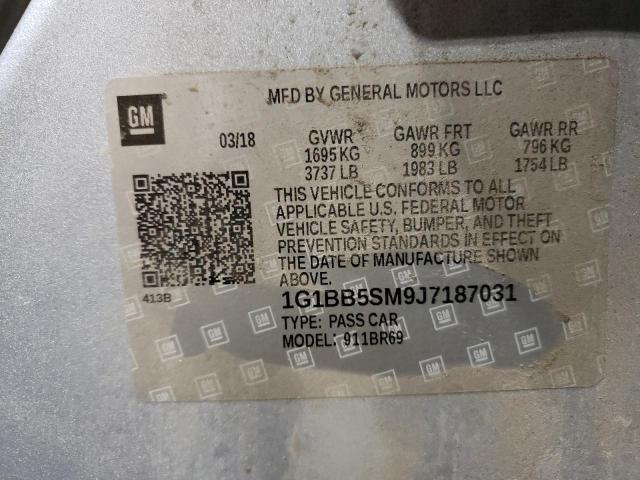 MFD BY GENERAL MOTORS LLC
GM
03/18
GVWR GAWR FRT GAWR RR
1695 KG 899 KG 796 KG
3737 LB 1983 LB 1754 LB
THIS VEHICLE CONFORMS TO ALL
APPLICABLE U.S. FEDERAL MOTOR
VEHICLE SAFETY, BUMPER, AND THEFT
PREVENTION STANDARDS IN EFFECT ON
THE DATE OF MANUFACTURE SHOWN
ABOVE.
413B
1G1BB5SM9J7187031
TYPE: PASS CAR
MODEL: 911BR69